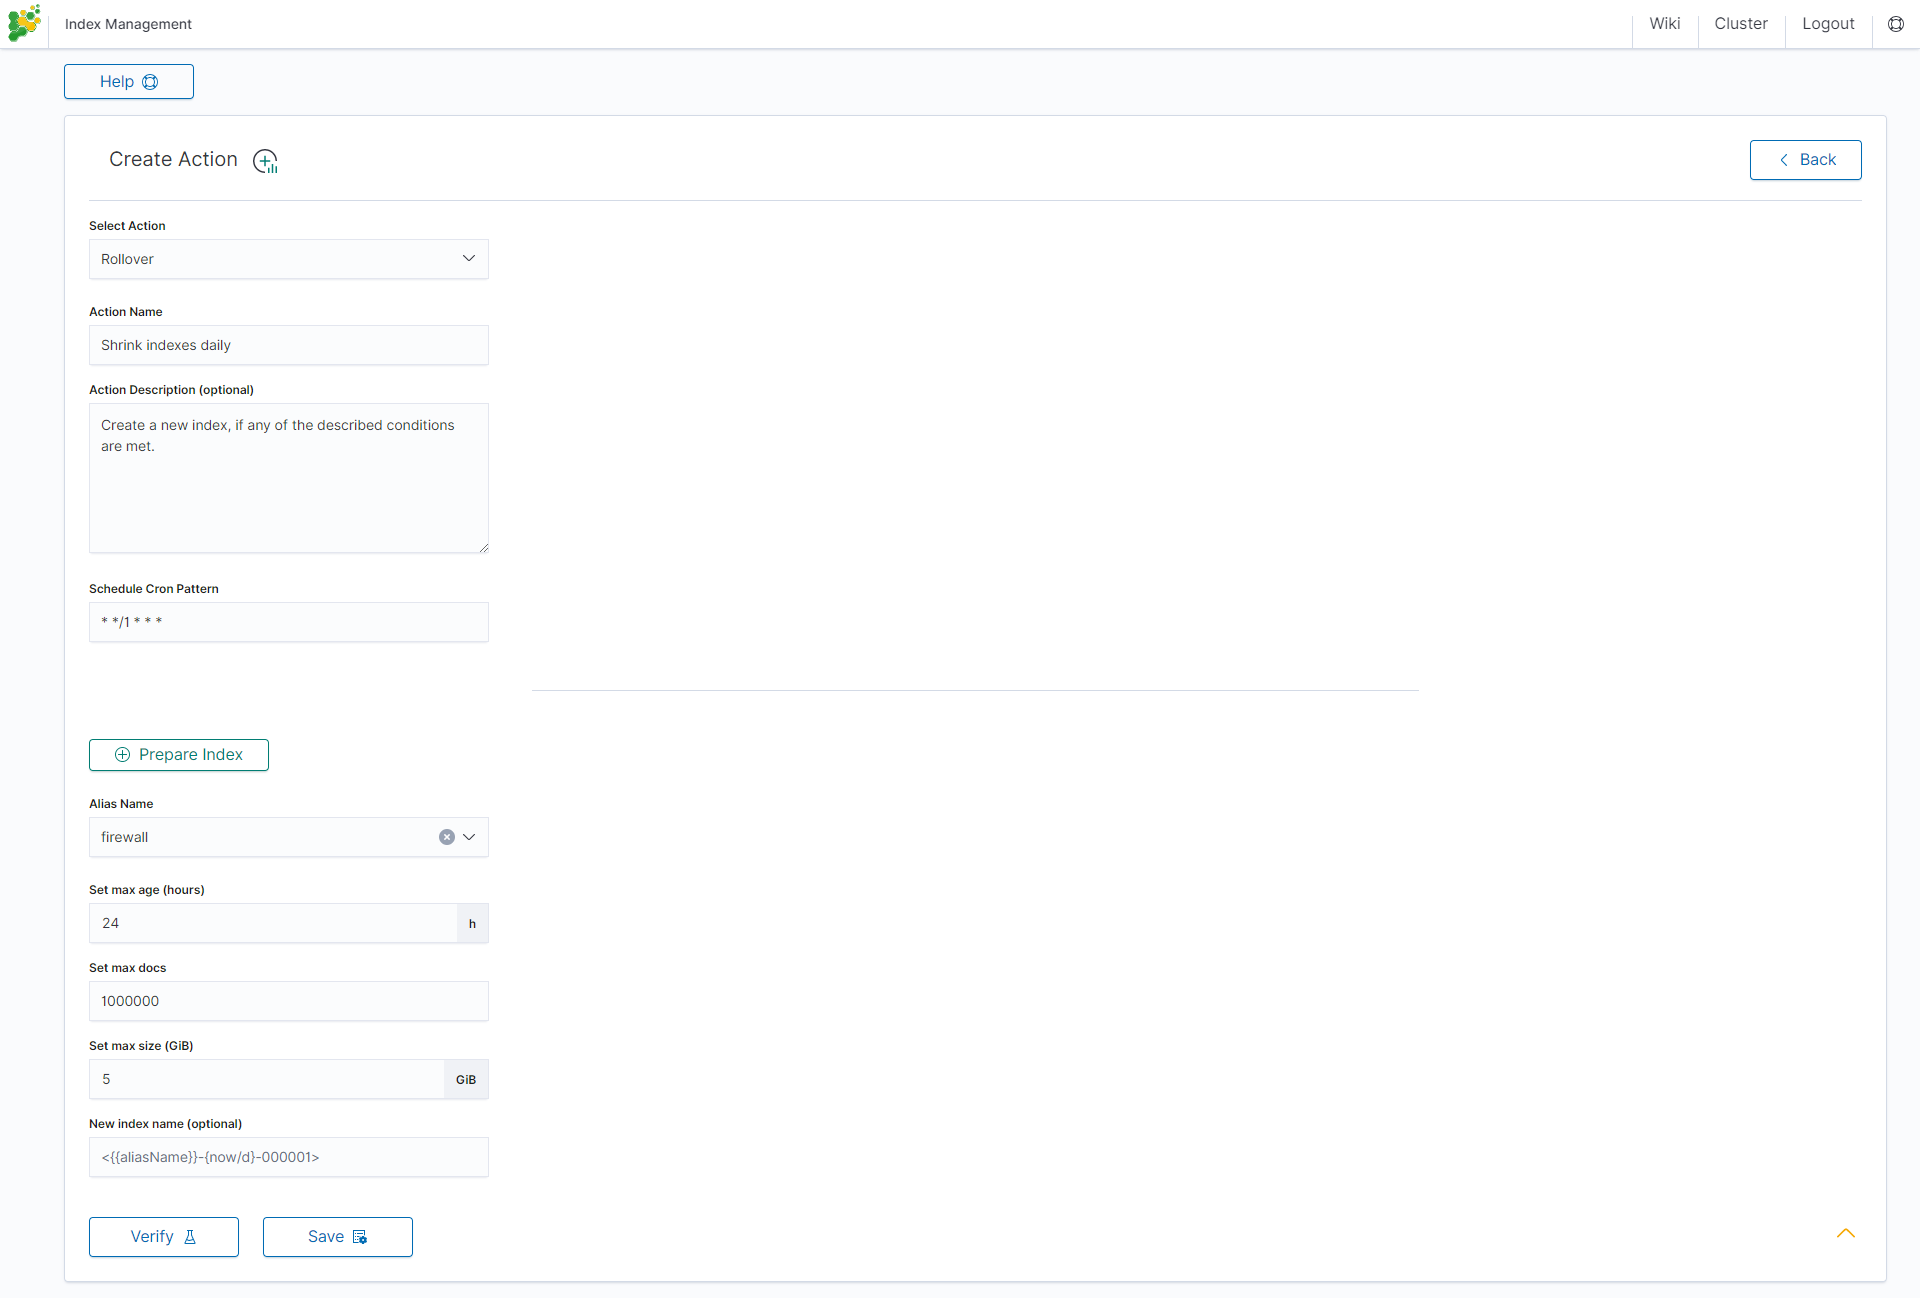 Index Management
Wiki
Cluster
Logout
Help
Create Action
Back
Select Action
Rollover
Action Name
Shrink indexes daily
Action Description (optional)
Create a new index, if any of the described conditions
are met.
Schedule Cron Pattern
* */1 * * *
Prepare Index
Alias Name
firewall
Set max age (hours)
24
h
Set max docs
1000000
Set max size (GiB)
5
GiB
New index name (optional)
<{{aliasName}}-{now/d}-000001>
Verify
Save